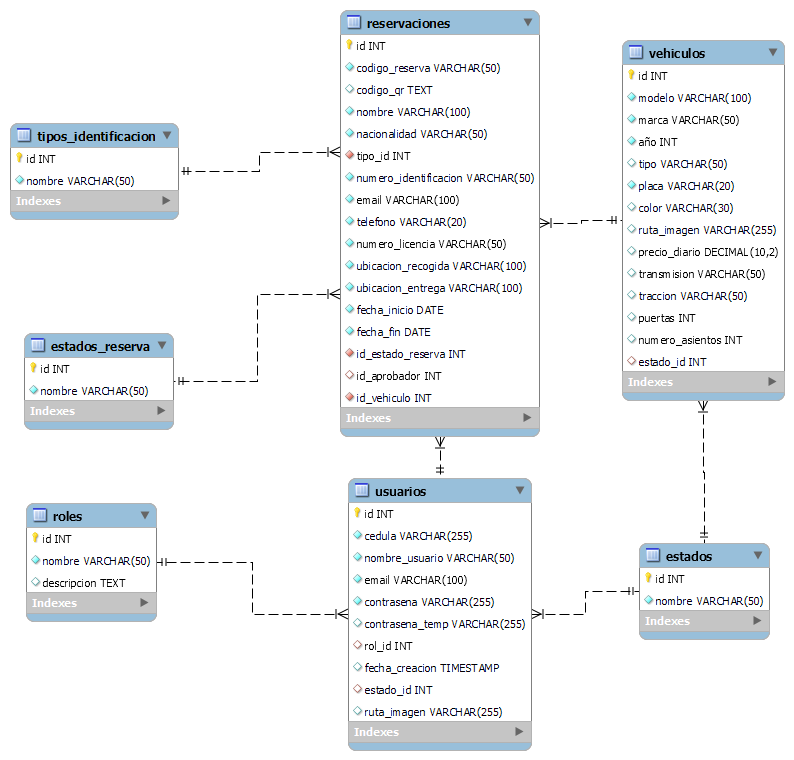 reservaciones
id INT
codigo_reserva VARCHAR(50)
codigo_qr TEXT
nombre VARCHAR(100)
nacionalidad VARCHAR(50)
tipo_id INT
numero_identificacion VARCHAR(50)
email VARCHAR(100)
telefono VARCHAR(20)
numero_licencia VARCHAR(50)
ubicacion_recogida VARCHAR(100)
ubicacion_entrega VARCHAR(100)
fecha_inicio DATE
fecha_fin DATE
id_estado_reserva INT
id_aprobador INT
id_vehiculo INT
Indexes
vehiculos
id INT
modelo VARCHAR(100)
marca VARCHAR(50)
año INT
tipo VARCHAR(50)
placa VARCHAR(20)
color VARCHAR(30)
ruta_imagen VARCHAR(255)
precio_diario DECIMAL(10,2)
transmision VARCHAR(50)
traccion VARCHAR(50)
puertas INT
numero_asientos INT
estado_id INT
Indexes
tipos_identificacion
id INT
nombre VARCHAR(50)
Indexes
estados_reserva
id INT
nombre VARCHAR(50)
Indexes
roles
id INT
nombre VARCHAR(50)
descripcion TEXT
Indexes
usuarios
id INT
cedula VARCHAR(255)
nombre_usuario VARCHAR(50)
email VARCHAR(100)
contrasena VARCHAR(255)
contrasena_temp VARCHAR(255)
rol_id INT
fecha_creacion TIMESTAMP
estado_id INT
ruta_imagen VARCHAR(255)
Indexes
estados
id INT
nombre VARCHAR(50)
Indexes